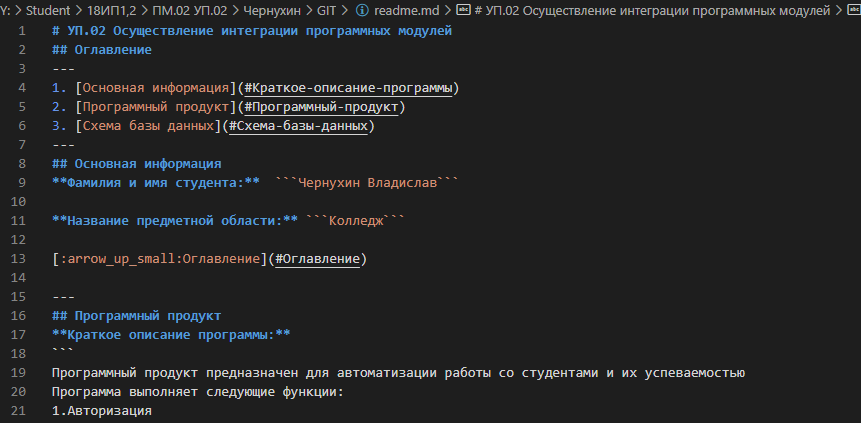 Y: > Student > 18ИП1,2 > ПМ.02 УП.02 > Чернухин > GIT > readme.md > # УП.02 Осуществление интеграции программных модулей >
1 # УП.02 Осуществление интеграции програмных модулей
2 ## Оглавление
3 ---
4 1. [Основная информация](#Краткое-описание-программы)
5 2. [Программный продукт](#Программный-продукт)
6 3. [Схема базы данных](#Схема-базы-данных)
7 ---
8 ## Основная информация
9 **Фамилия и имя студента:**  ```Чернухин Владислав```
10
11 **Название предметной области:** ```Колледж```
12
13 [:arrow_up_small:Оглавление](#Оглавление)
14
15 ---
16 ## Программный продукт
17 **Краткое описание программы:**
18 ```
19 Программный продукт предназначен для автоматизации работы со студентами и их успеваемостью
20 Программа выполняет следующие функции:
21 1.Авторизация